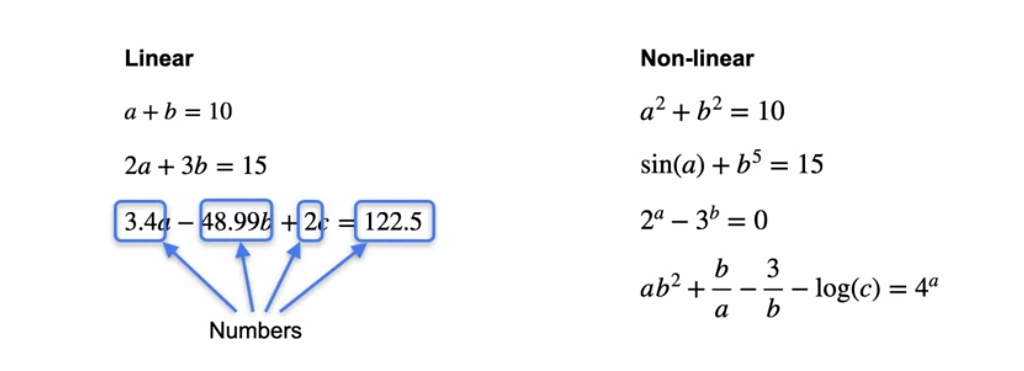 Linear
a + b = 10
2a + 3b = 15
3.4a − 48.99b + 2c = 122.5
Numbers
Non-linear
a² + b² = 10
sin(a) + b⁵ = 15
2ᵃ − 3ᵇ = 0
ab² + b/a − 3/b − log(c) = 4ᵃ